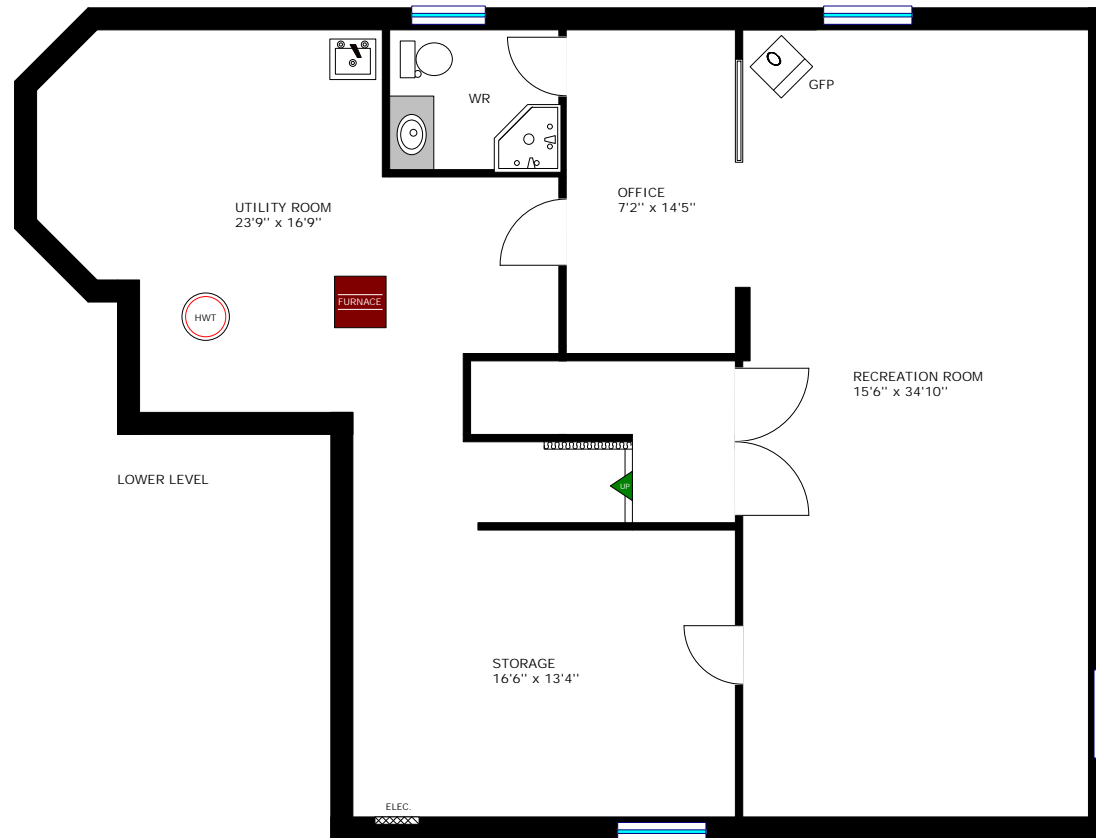 GFP
WR
OFFICE
7'2'' x 14'5''
UTILITY ROOM
23'9'' x 16'9''
FURNACE
HWT
RECREATION ROOM
15'6'' x 34'10''
LOWER LEVEL
UP
STORAGE
16'6'' x 13'4''
ELEC.